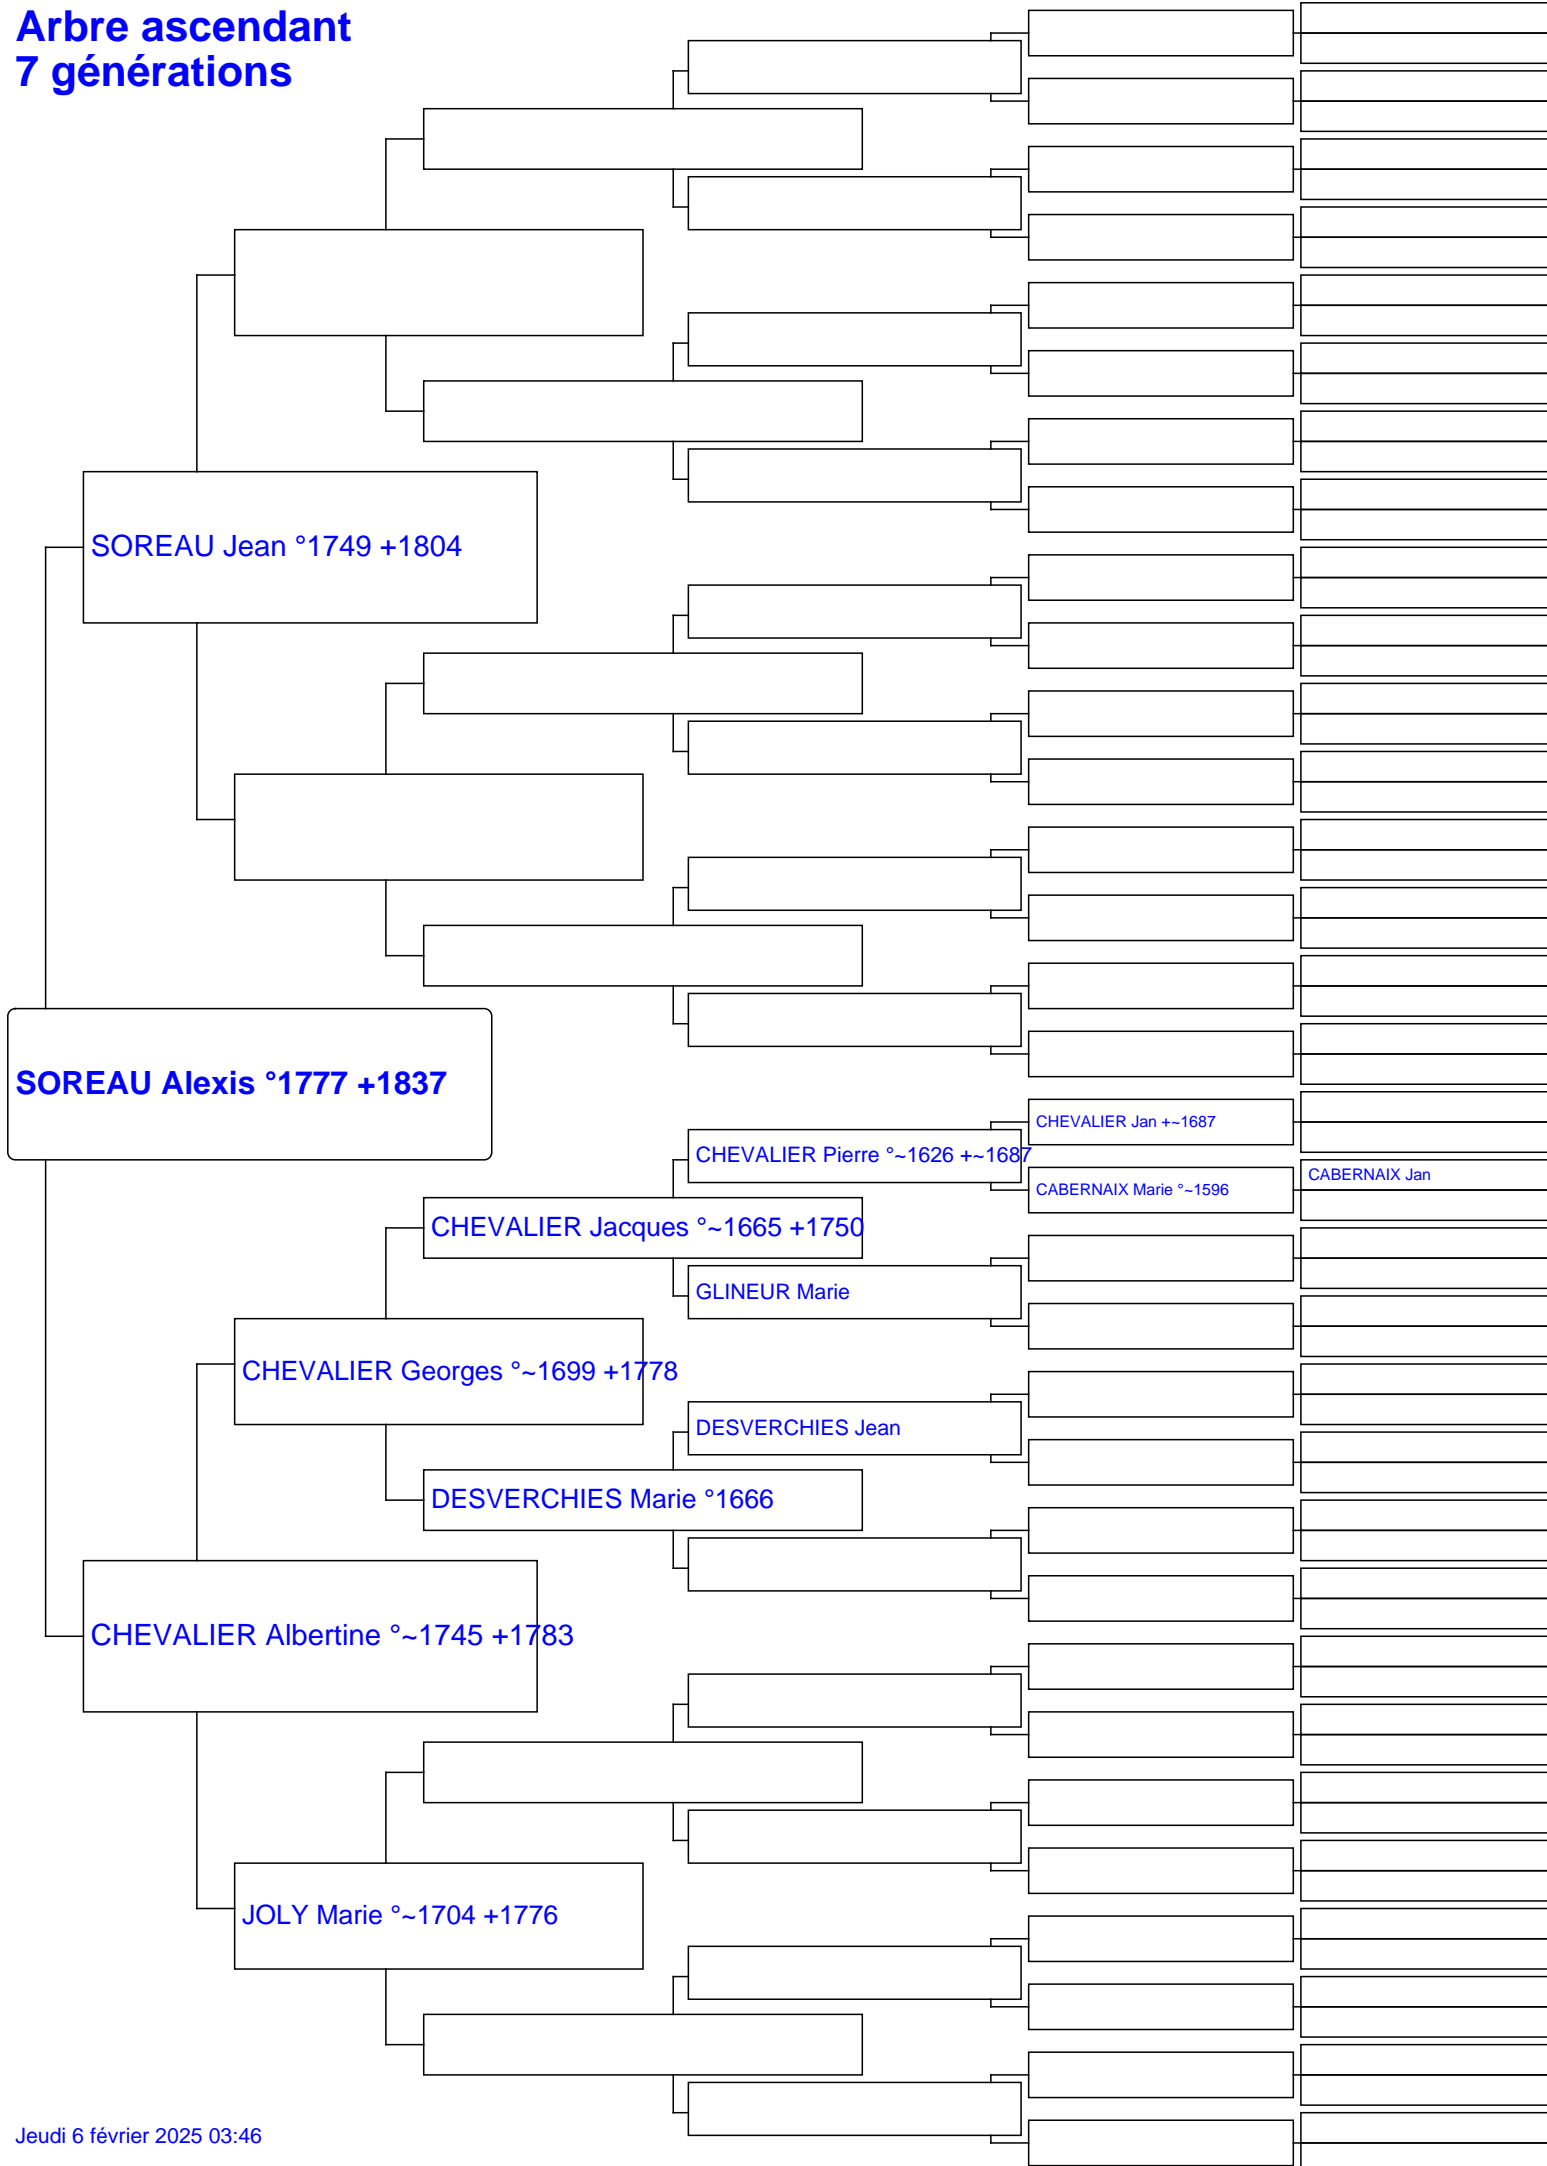 Arbre ascendant
7 générations
SOREAU Jean °1749 +1804
SOREAU Alexis °1777 +1837
CHEVALIER Jan +~1687
CHEVALIER Pierre °~1626 +~1687
CABERNAIX Jan
CABERNAIX Marie °~1596
CHEVALIER Jacques °~1665 +1750
GLINEUR Marie
CHEVALIER Georges °~1699 +1778
DESVERCHIES Jean
DESVERCHIES Marie °1666
CHEVALIER Albertine °~1745 +1783
JOLY Marie °~1704 +1776
Jeudi 6 février 2025 03:46